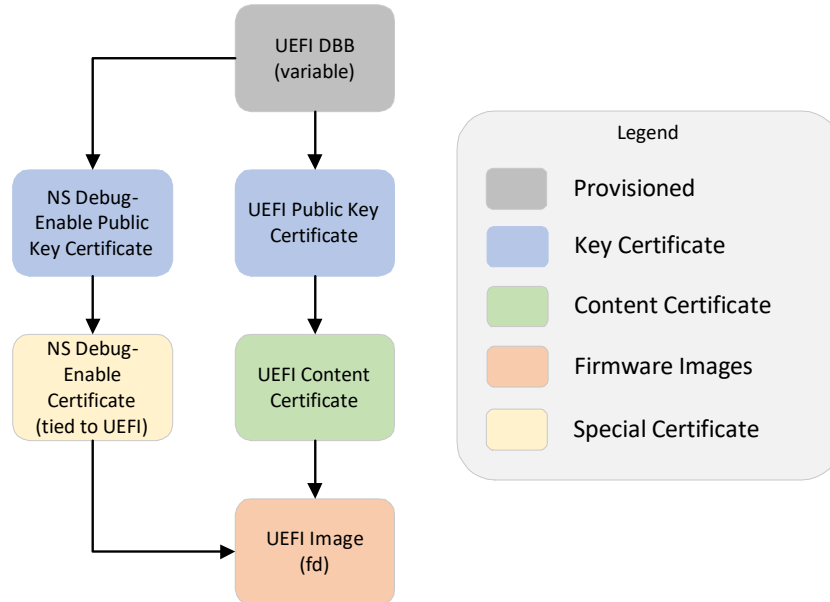 UEFI DBB
(variable)
NS Debug-
Enable Public
Key Certificate
UEFI Public Key
Certificate
NS Debug-
Enable
Certificate
(tied to UEFI)
UEFI Content
Certificate
UEFI Image
(fd)
Legend
Provisioned
Key Certificate
Content Certificate
Firmware Images
Special Certificate